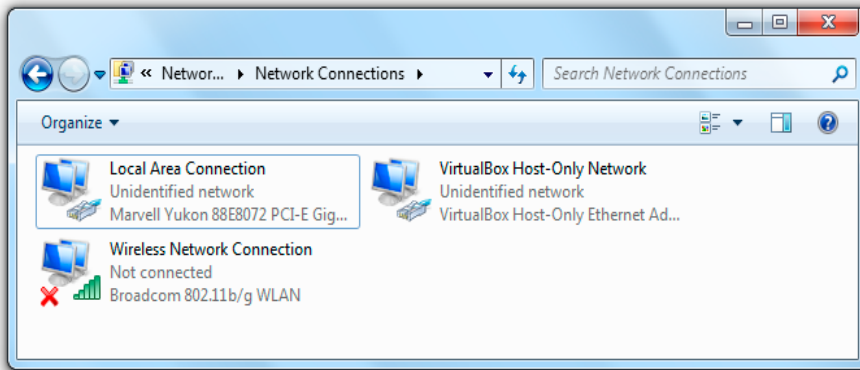 « Networ... ▸ Network Connections ▸ Search Network Connections
Organize
Local Area Connection
Unidentified network
Marvell Yukon 88E8072 PCI-E Gig...
VirtualBox Host-Only Network
Unidentified network
VirtualBox Host-Only Ethernet Ad...
Wireless Network Connection
Not connected
Broadcom 802.11b/g WLAN